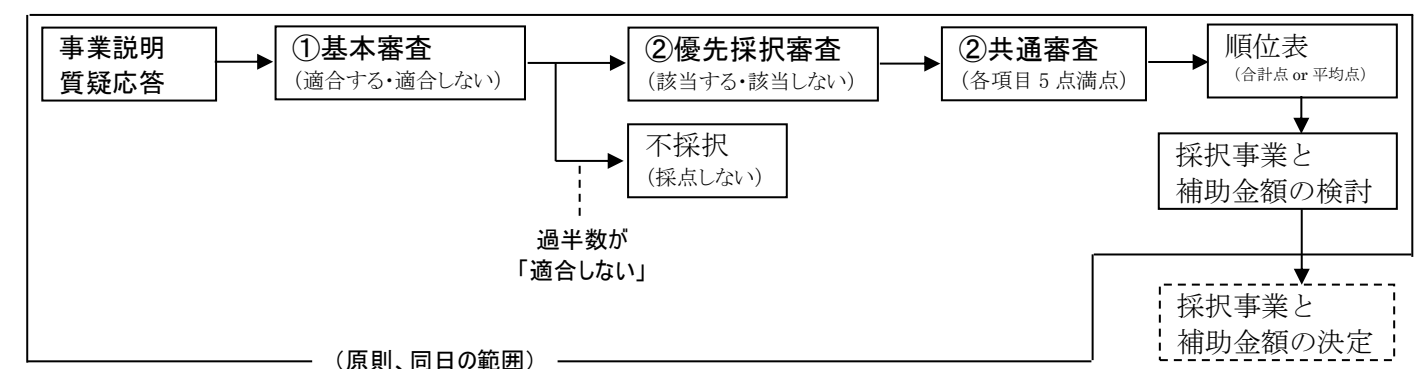 事業説明
質疑応答
①基本審査
(適合する・適合しない)
②優先採択審査
(該当する・該当しない)
②共通審査
(各項目 5 点満点)
順位表
(合計点 or 平均点)
不採択
(採点しない)
過半数が
「適合しない」
採択事業と
補助金額の検討
採択事業と
補助金額の決定
(原則、同日の範囲)